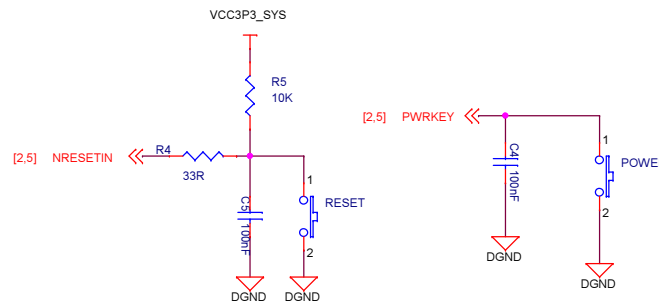 VCC3P3_SYS
R5
10K
[2,5] NRESETIN
R4
33R
C5
100nF
1
RESET
2
DGND
DGND
[2,5] PWRKEY
C4
100nF
1
POWE
2
DGND
DGND